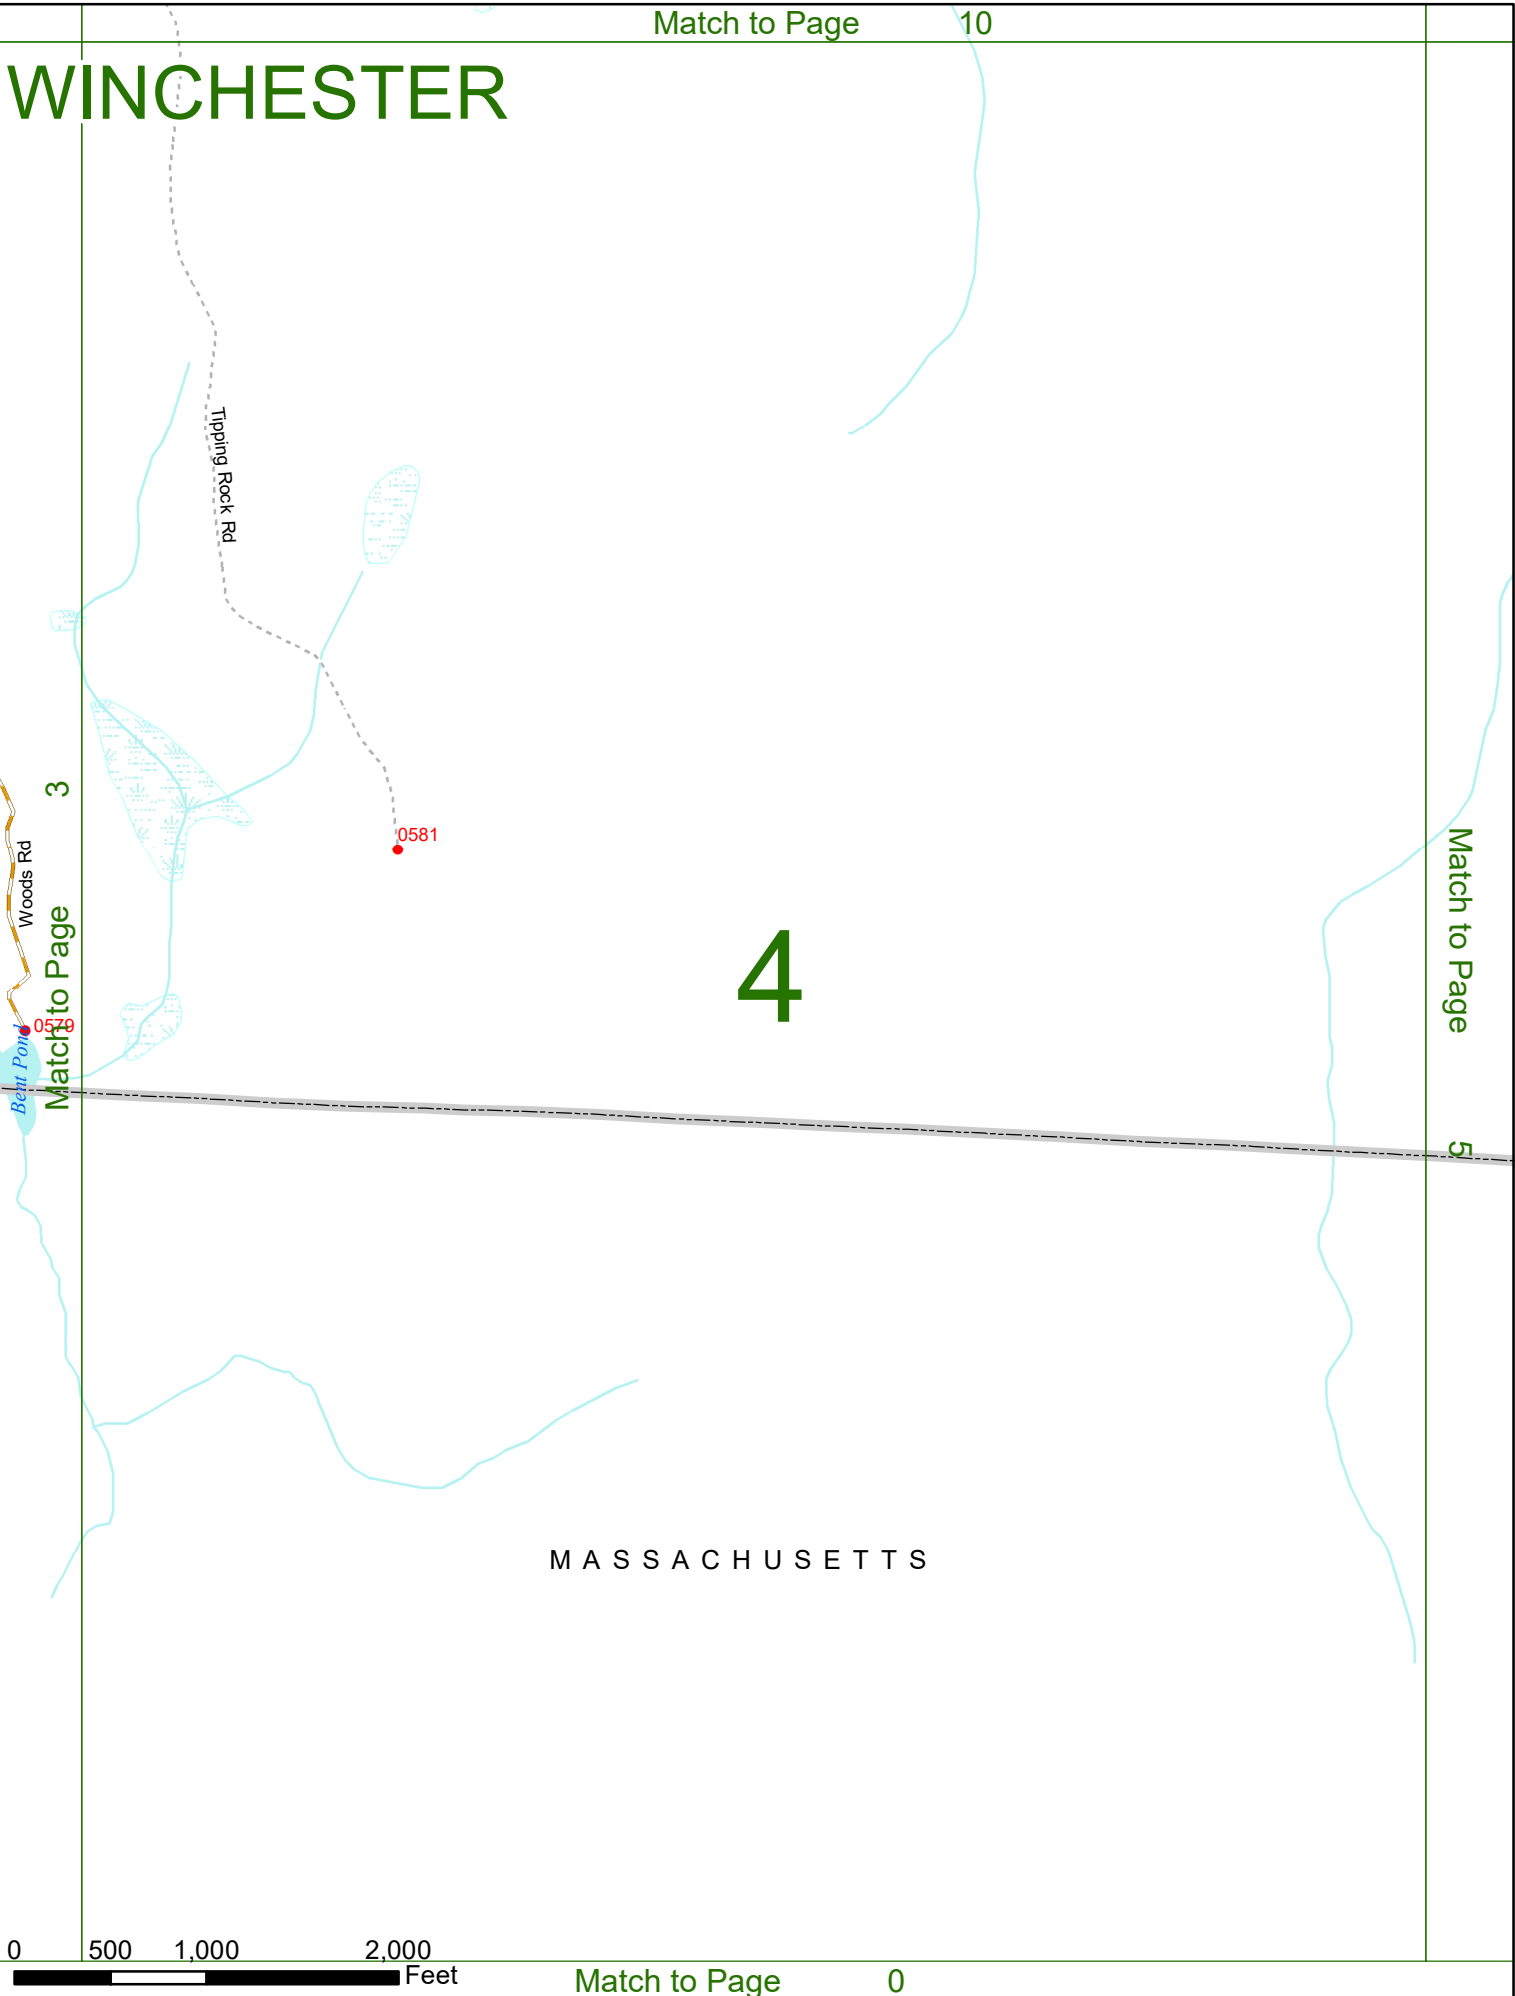 Match to Page 10
WINCHESTER
Tipping Rock Rd
Match to Page 3
Woods Rd
0581
4
Match to Page 5
0579
Bent Pond
MASSACHUSETTS
0 500 1,000 2,000
Feet
Match to Page 0